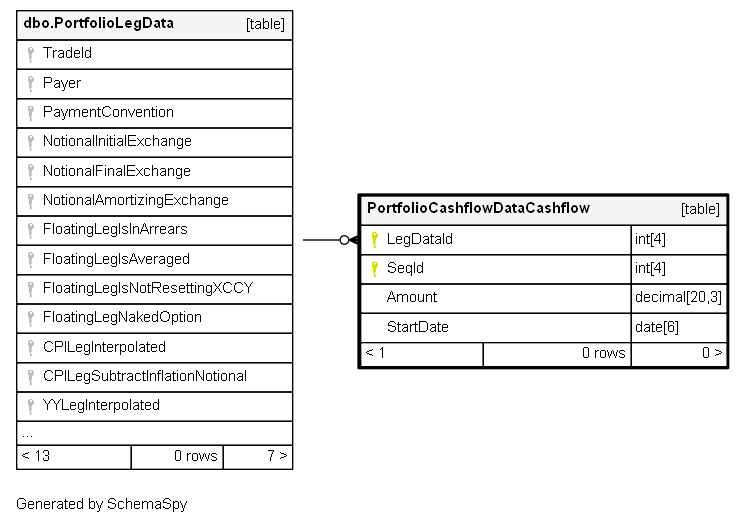 dbo.PortfolioLegData [table]
TradeId
Payer
PaymentConvention
NotionalInitialExchange
NotionalFinalExchange
NotionalAmortizingExchange
FloatingLegIsInArrears
FloatingLegIsAveraged
FloatingLegIsNotResettingXCCY
FloatingLegNakedOption
CPILegInterpolated
CPILegSubtractInflationNotional
YYLegInterpolated
...
< 13 0 rows 7 >
PortfolioCashflowDataCashflow [table]
LegDataId int[4]
SeqId int[4]
Amount decimal[20,3]
StartDate date[6]
< 1 0 rows 0 >
Generated by SchemaSpy